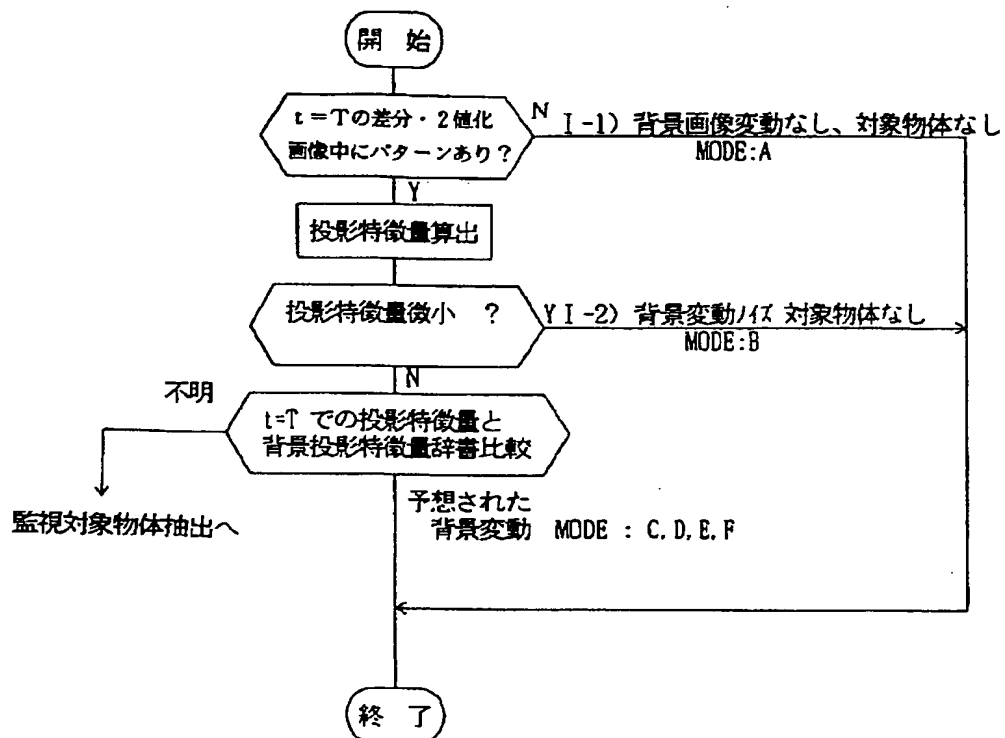 開 始
t=Tの差分・2値化
画像中にパターンあり?
N
I-1) 背景画像変動なし、対象物体なし
MODE:A
Y
投影特徴量算出
投影特徴量微小 ?
Y I-2) 背景変動ノイズ 対象物体なし
MODE:B
N
不明
t=T での投影特徴量と
背景投影特徴量辞書比較
監視対象物体抽出へ
予想された
背景変動 MODE : C, D, E, F
終 了